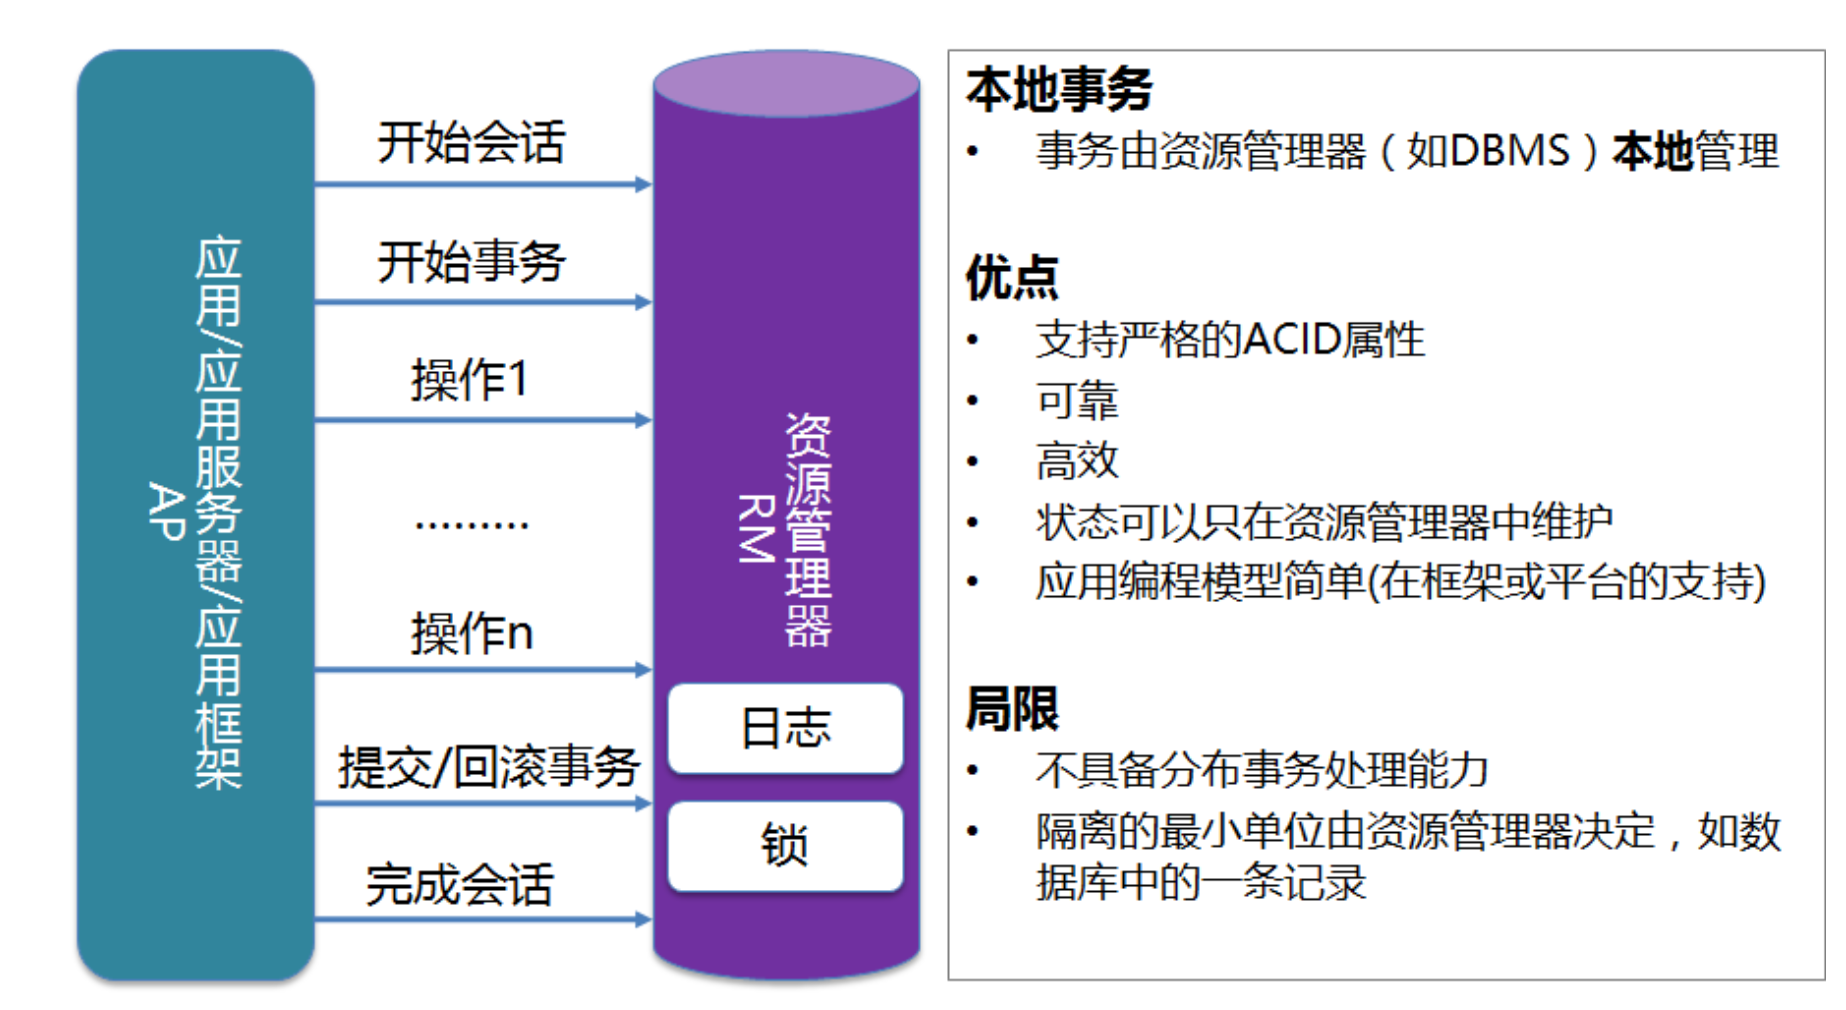 应用/应用服务器/应用框架
AP
开始会话
开始事务
操作1
.........
操作n
提交/回滚事务
完成会话
资源管理器
RM
日志
锁
本地事务
• 事务由资源管理器（如DBMS）本地管理
优点
• 支持严格的ACID属性
• 可靠
• 高效
• 状态可以只在资源管理器中维护
• 应用编程模型简单(在框架或平台的支持)
局限
• 不具备分布事务处理能力
• 隔离的最小单位由资源管理器决定，如数
据库中的一条记录